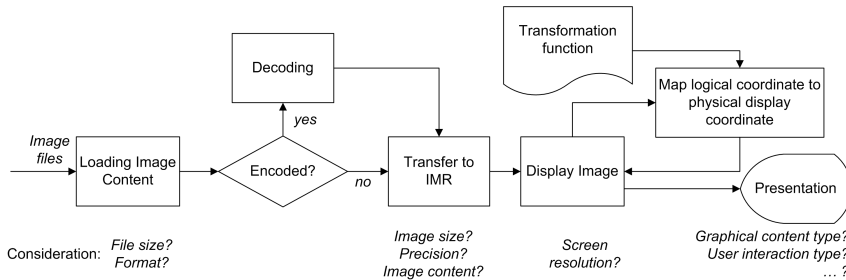 Transformation
function
Decoding
Map logical coordinate to
physical display
coordinate
yes
Image
files
Loading Image
Content
Encoded?
no
Transfer to
IMR
Display Image
Presentation
Consideration:
File size?
Format?
Image size?
Precision?
Image content?
Screen
resolution?
Graphical content type?
User interaction type?
... ?